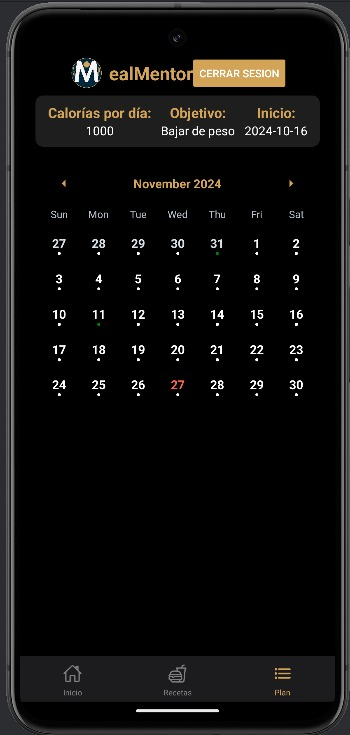 M ealMentor CERRAR SESION
Calorías por día: Objetivo: Inicio:
1000 Bajar de peso 2024-10-16
November 2024
Sun Mon Tue Wed Thu Fri Sat
27 28 29 30 31 1 2
3 4 5 6 7 8 9
10 11 12 13 14 15 16
17 18 19 20 21 22 23
24 25 26 27 28 29 30
Inicio Recetas Plan